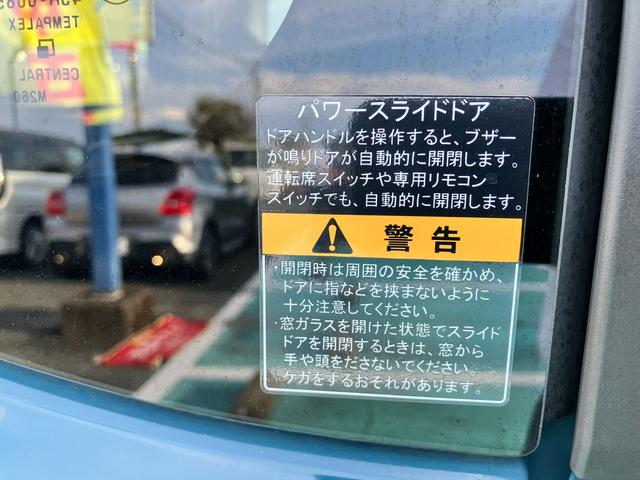 パワースライドドア
ドアハンドルを操作すると、ブザー
が鳴りドアが自動的に開閉します。
運転席スイッチや専用リモコン
スイッチでも、自動的に開閉します。
警告
・開閉時は周囲の安全を確かめ、
ドアに指などを挟まないように
十分注意してください。
・窓ガラスを開けた状態でスライド
ドアを開閉するときは、窓から
手や頭をださないでください。
ケガをするおそれがあります。
TEMPLEX
CENTRAL
M260